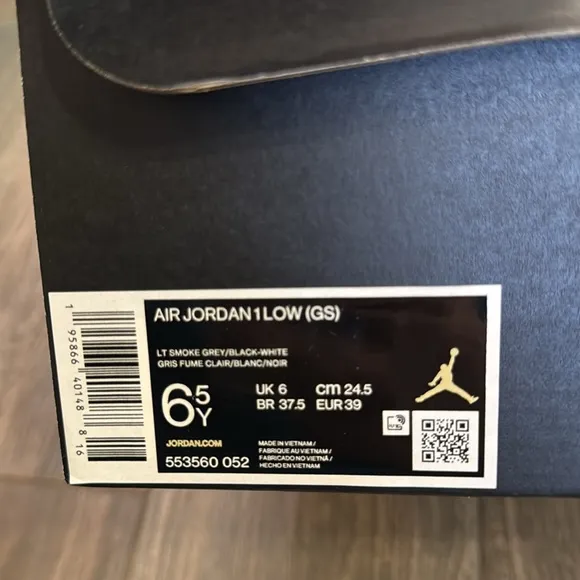 AIR JORDAN 1 LOW (GS)
LT SMOKE GREY/BLACK-WHITE
GRIS FUME CLAIR/BLANC/NOIR
6.5Y
UK 6 cm 24.5
BR 37.5 EUR 39
JORDAN.COM
553560 052
MADE IN VIETNAM/
FABRIQUE AU VIETNAM/
FABRICADO NO VIETNÃ/
HECHO EN VIETNAM
1 95866 40148 8 16